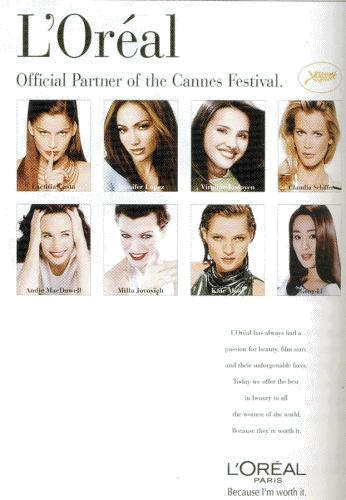 L'Oréal
Official Partner of the Cannes Festival.
Laetitia Casta
Jennifer Lopez
Virginie Ledoyen
Claudia Schiffer
Andie MacDowell
Milla Jovovich
Kate Moss
Gong-Li
L'Oréal has always had a
passion for beauty, film stars
and their unforgettable faces.
Today we offer the best
in beauty to all
the women of the world.
Because they're worth it.
L'ORÉAL
PARIS
Because I'm worth it.